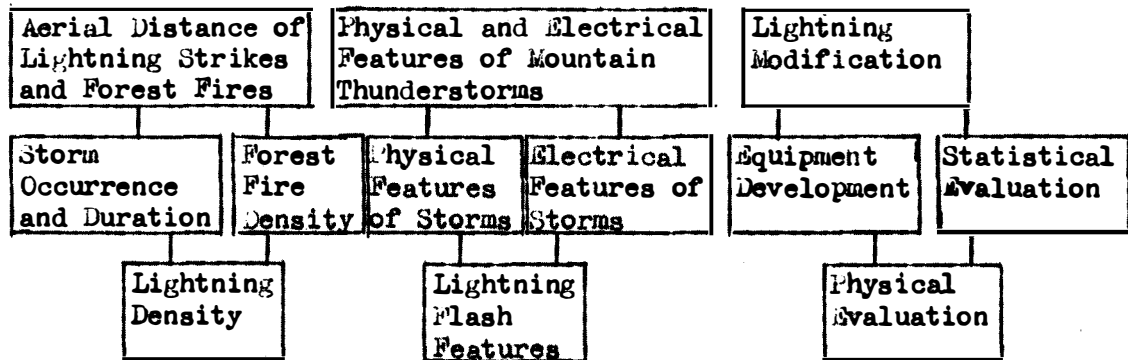 Aerial Distance of
Lightning Strikes
and Forest Fires
Physical and Electrical
Features of Mountain
Thunderstorms
Lightning
Modification
Storm
Occurrence
and Duration
Forest
Fire
Density
Physical
Features
of Storms
Electrical
Features of
Storms
Equipment
Development
Statistical
Evaluation
Lightning
Density
Lightning
Flash
Features
Physical
Evaluation